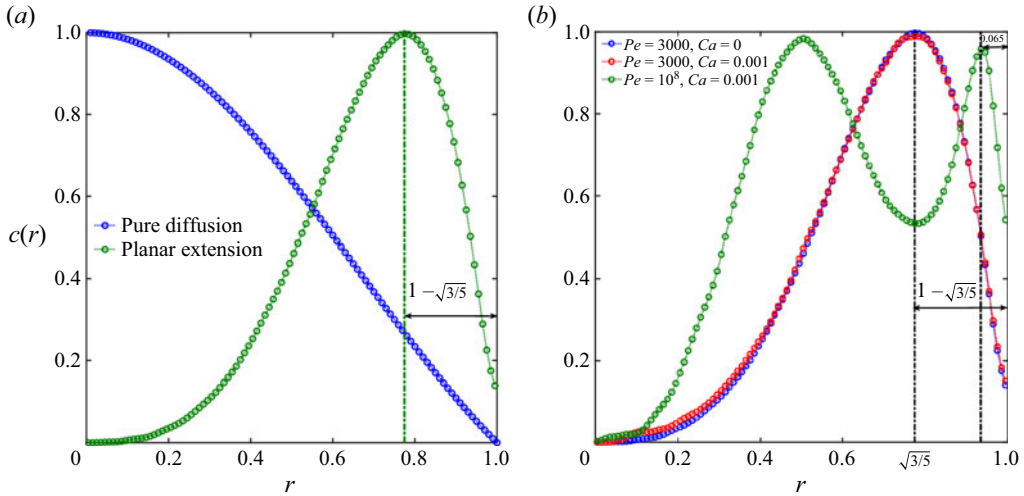 (a)
1.0
0.8
0.6
0.4
0.2
c(r)
Pure diffusion
Planar extension
1 − √3/5
0
0.2
0.4
0.6
0.8
1.0
r
(b)
1.0
0.8
0.6
0.4
0.2
Pe = 3000, Ca = 0
Pe = 3000, Ca = 0.001
Pe = 10⁸, Ca = 0.001
0.065
1 − √3/5
0
0.2
0.4
0.6
√3/5
1.0
r